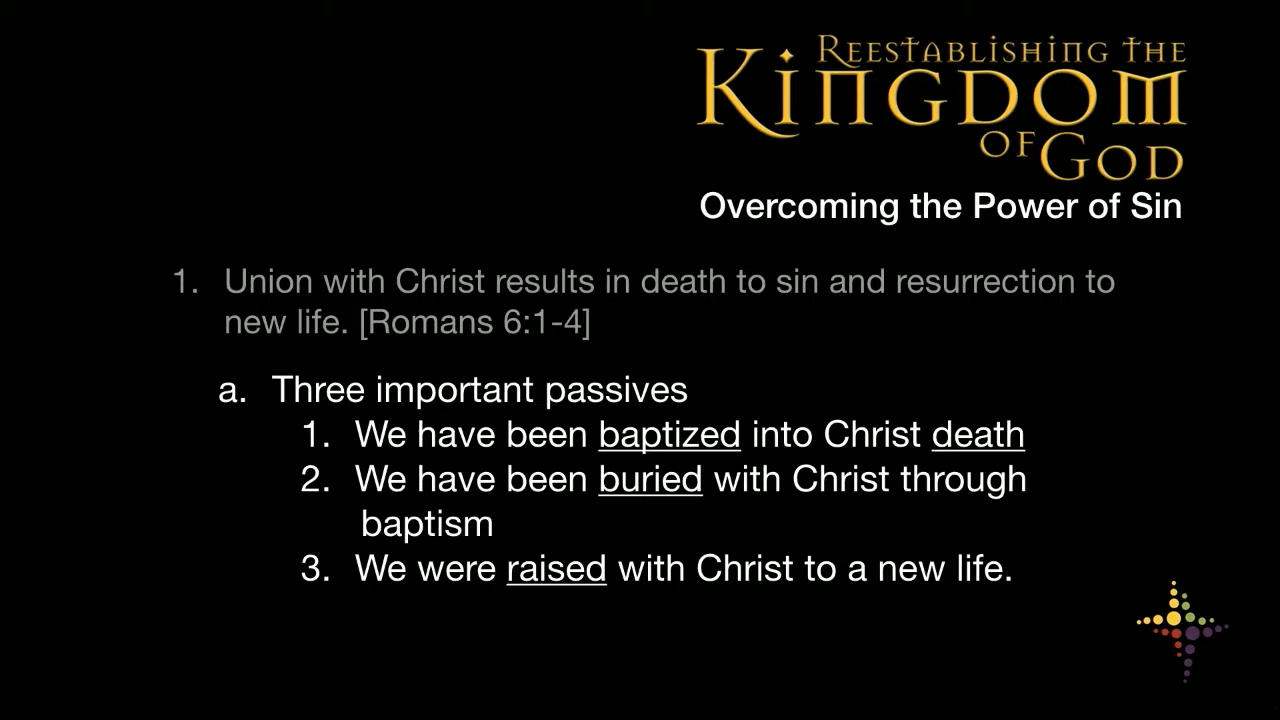 Reestablishing the
Kingdom
of God
Overcoming the Power of Sin
1. Union with Christ results in death to sin and resurrection to
new life. [Romans 6:1-4]
a. Three important passives
1. We have been baptized into Christ death
2. We have been buried with Christ through
baptism
3. We were raised with Christ to a new life.